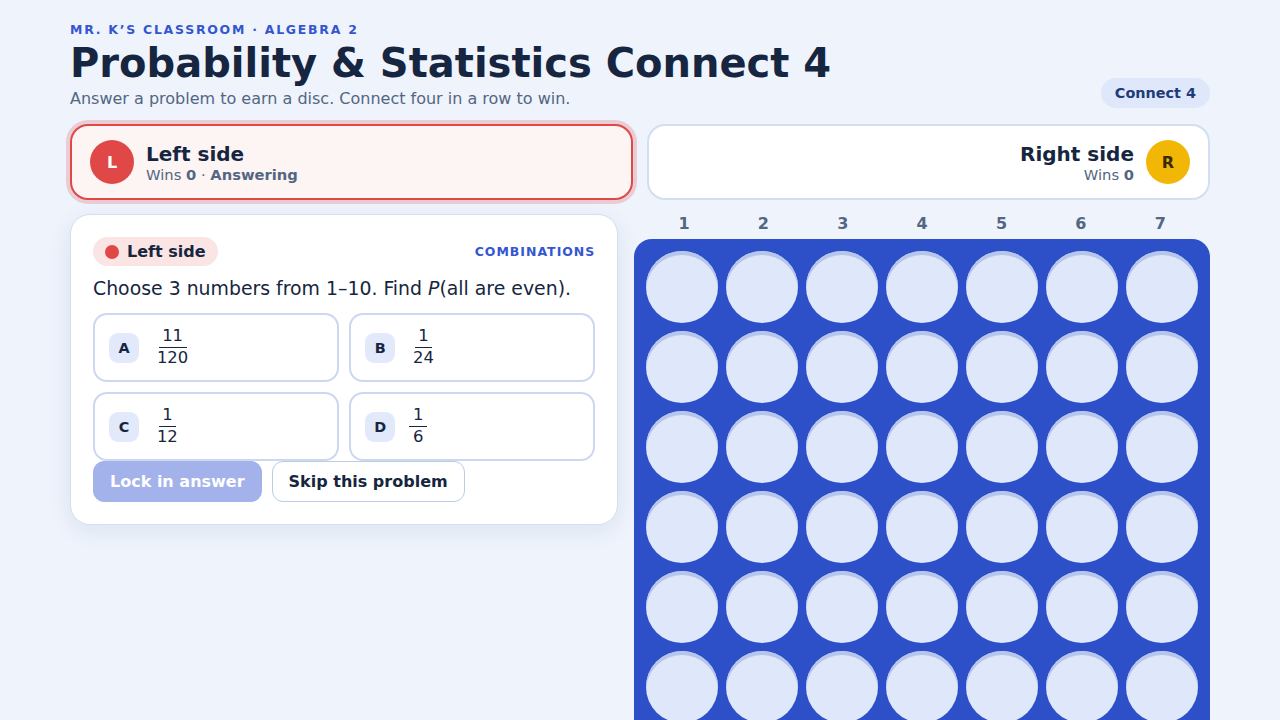 MR. K’S CLASSROOM · ALGEBRA 2
Probability & Statistics Connect 4
Answer a problem to earn a disc. Connect four in a row to win.
Connect 4
L
Left side
Wins 0 · Answering
Right side
Wins 0
R
Left side
COMBINATIONS
Choose 3 numbers from 1–10. Find P(all are even).
A 11/120
B 1/24
C 1/12
D 1/6
Lock in answer
Skip this problem
1 2 3 4 5 6 7